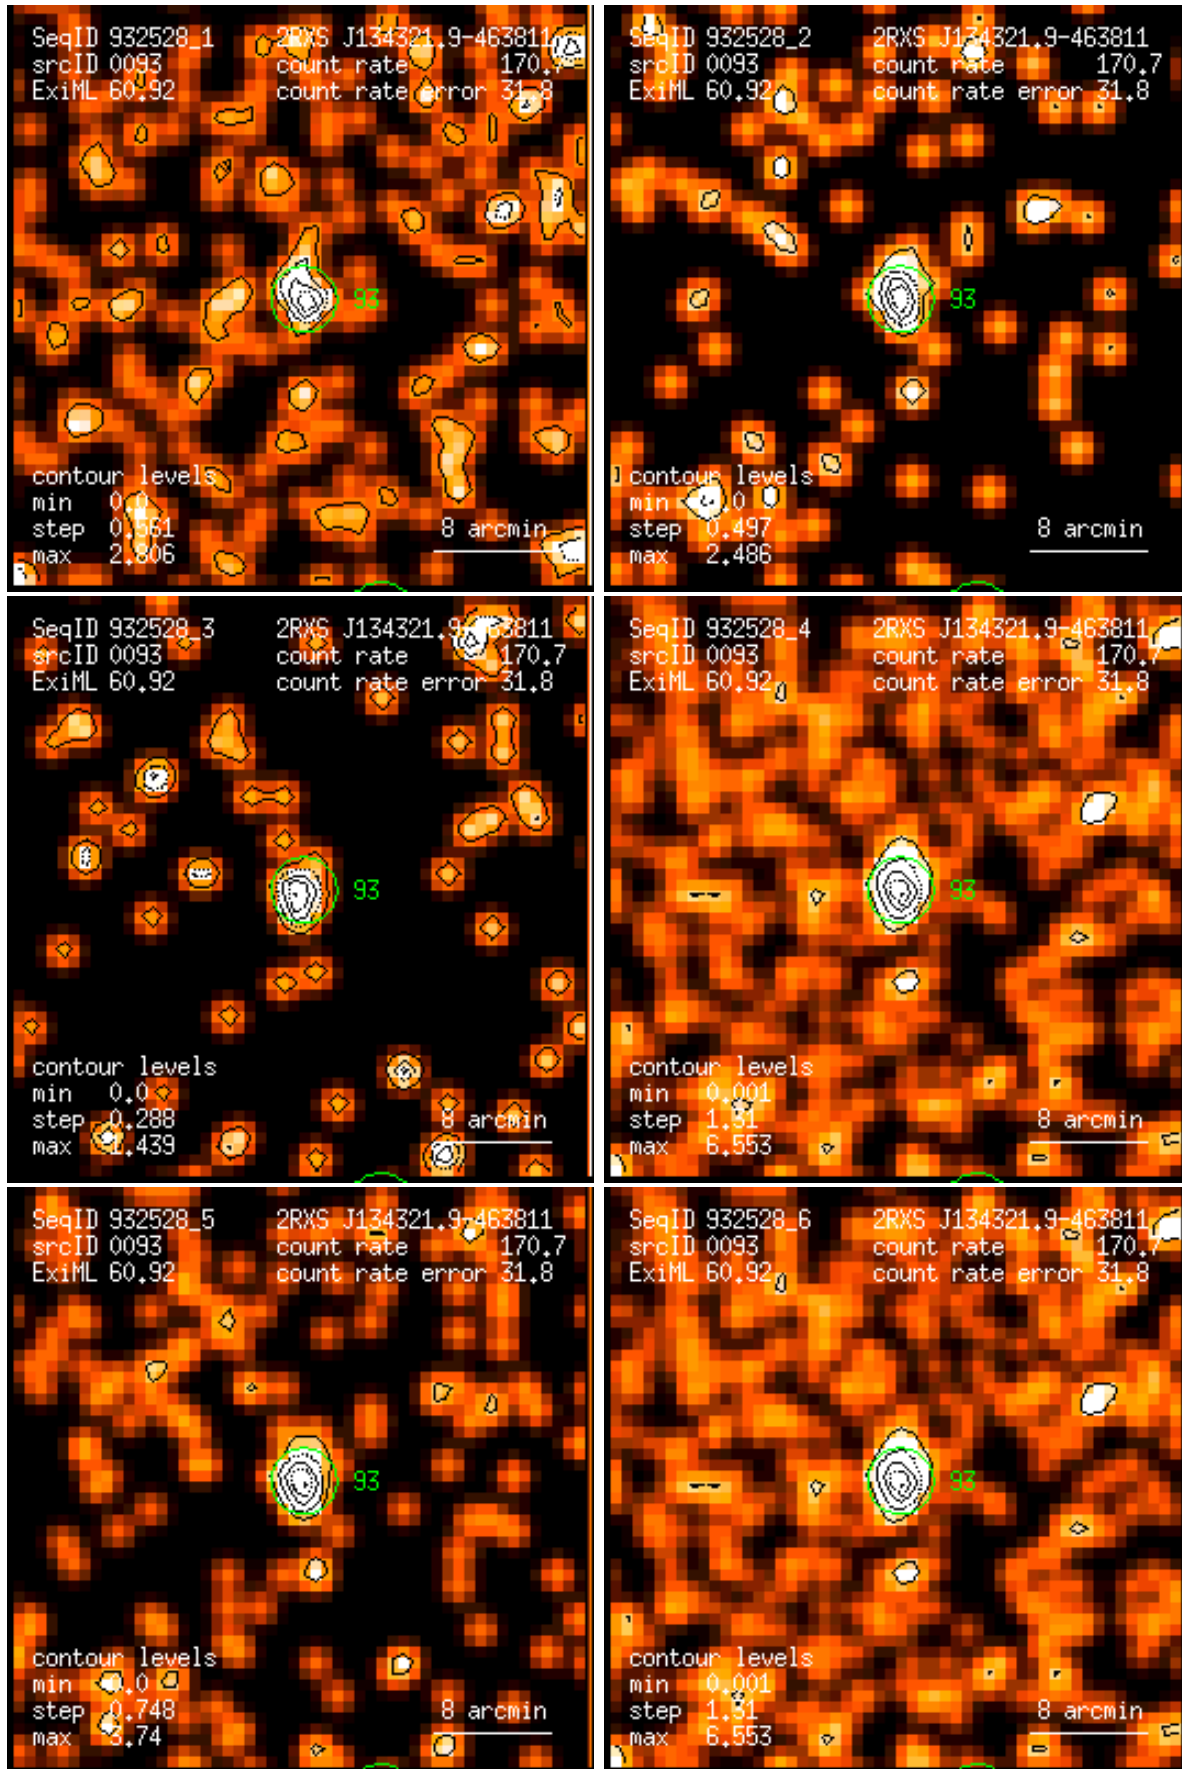 SeqID 932528_1 2RXS J134321.9-463811
srcID 0093 count rate 170.7
ExiML 60.92 count rate error 31.8
93
contour levels
min 0.0
step 0.561
max 2.806
8 arcmin
SeqID 932528_2 2RXS J134321.9-463811
srcID 0093 count rate 170.7
ExiML 60.92 count rate error 31.8
93
contour levels
min 0.0
step 0.497
max 2.486
8 arcmin
SeqID 932528_3 2RXS J134321.9-463811
srcID 0093 count rate 170.7
ExiML 60.92 count rate error 31.8
93
contour levels
min 0.0
step 0.288
max 1.439
8 arcmin
SeqID 932528_4 2RXS J134321.9-463811
srcID 0093 count rate 170.7
ExiML 60.92 count rate error 31.8
93
contour levels
min 0.001
step 1.31
max 6.553
8 arcmin
SeqID 932528_5 2RXS J134321.9-463811
srcID 0093 count rate 170.7
ExiML 60.92 count rate error 31.8
93
contour levels
min 0.0
step 0.748
max 3.74
8 arcmin
SeqID 932528_6 2RXS J134321.9-463811
srcID 0093 count rate 170.7
ExiML 60.92 count rate error 31.8
93
contour levels
min 0.001
step 1.31
max 6.553
8 arcmin